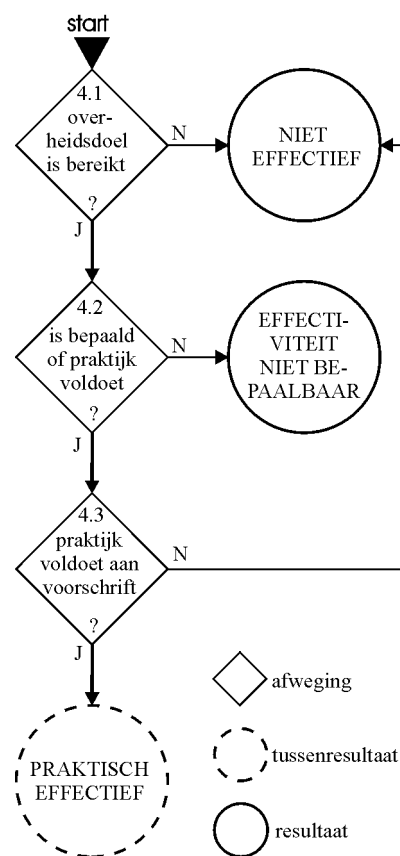 start
4.1
over-
heidsdoel
is bereikt
?
N
J
NIET
EFFECTIEF
4.2
is bepaald
of praktijk
voldoet
?
N
J
EFFECTI-
VITEIT
NIET BE-
PAALBAAR
4.3
praktijk
voldoet aan
voorschrift
?
N
J
PRAKTISCH
EFFECTIEF
afweging
tussenresultaat
resultaat